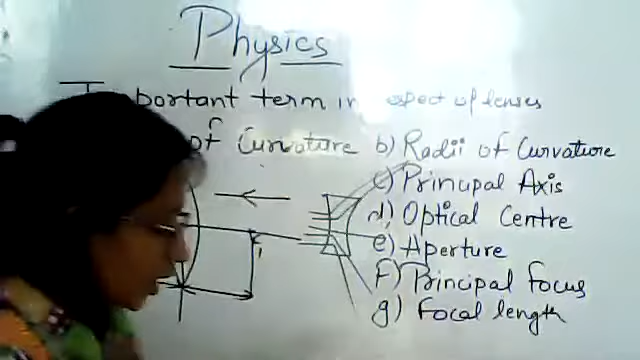 Physics
portant term in espect of lenses
of Curvature b) Radii of Curvature
c) Principal Axis
d) Optical Centre
e) Aperture
f) Principal focus
g) Focal length